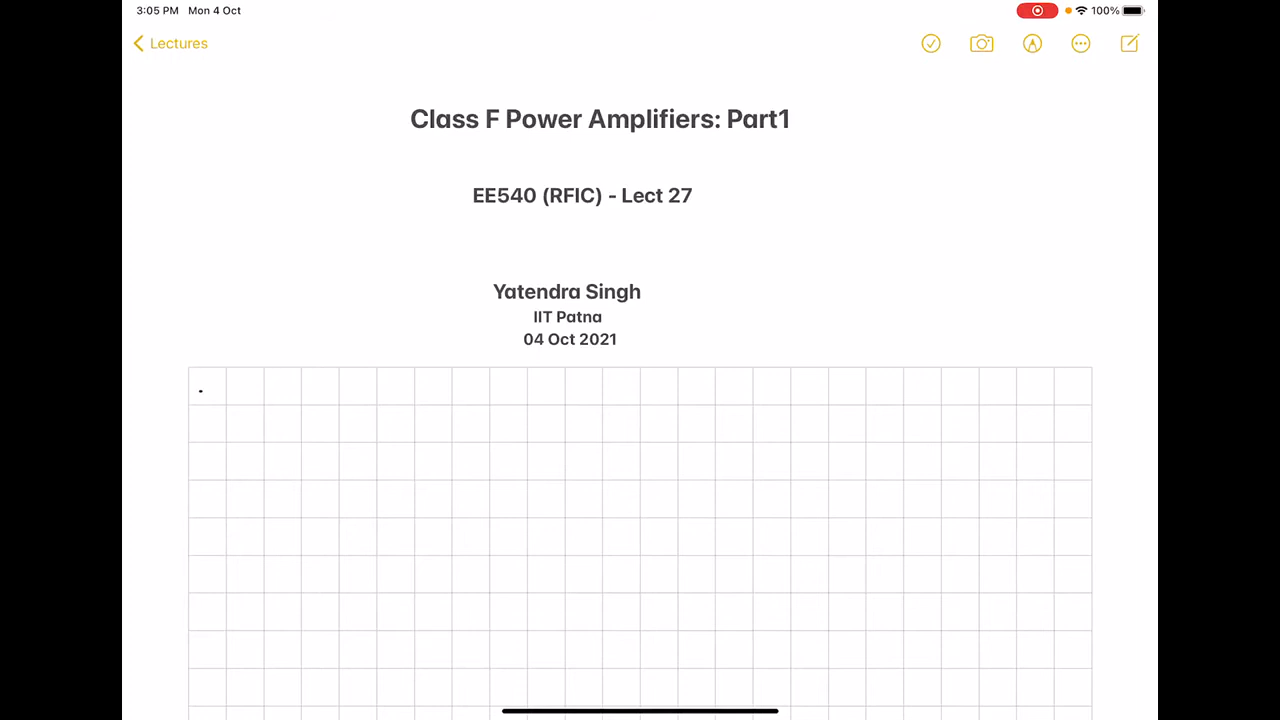 3:05 PM Mon 4 Oct
100%
Lectures
Class F Power Amplifiers: Part1
EE540 (RFIC) - Lect 27
Yatendra Singh
IIT Patna
04 Oct 2021